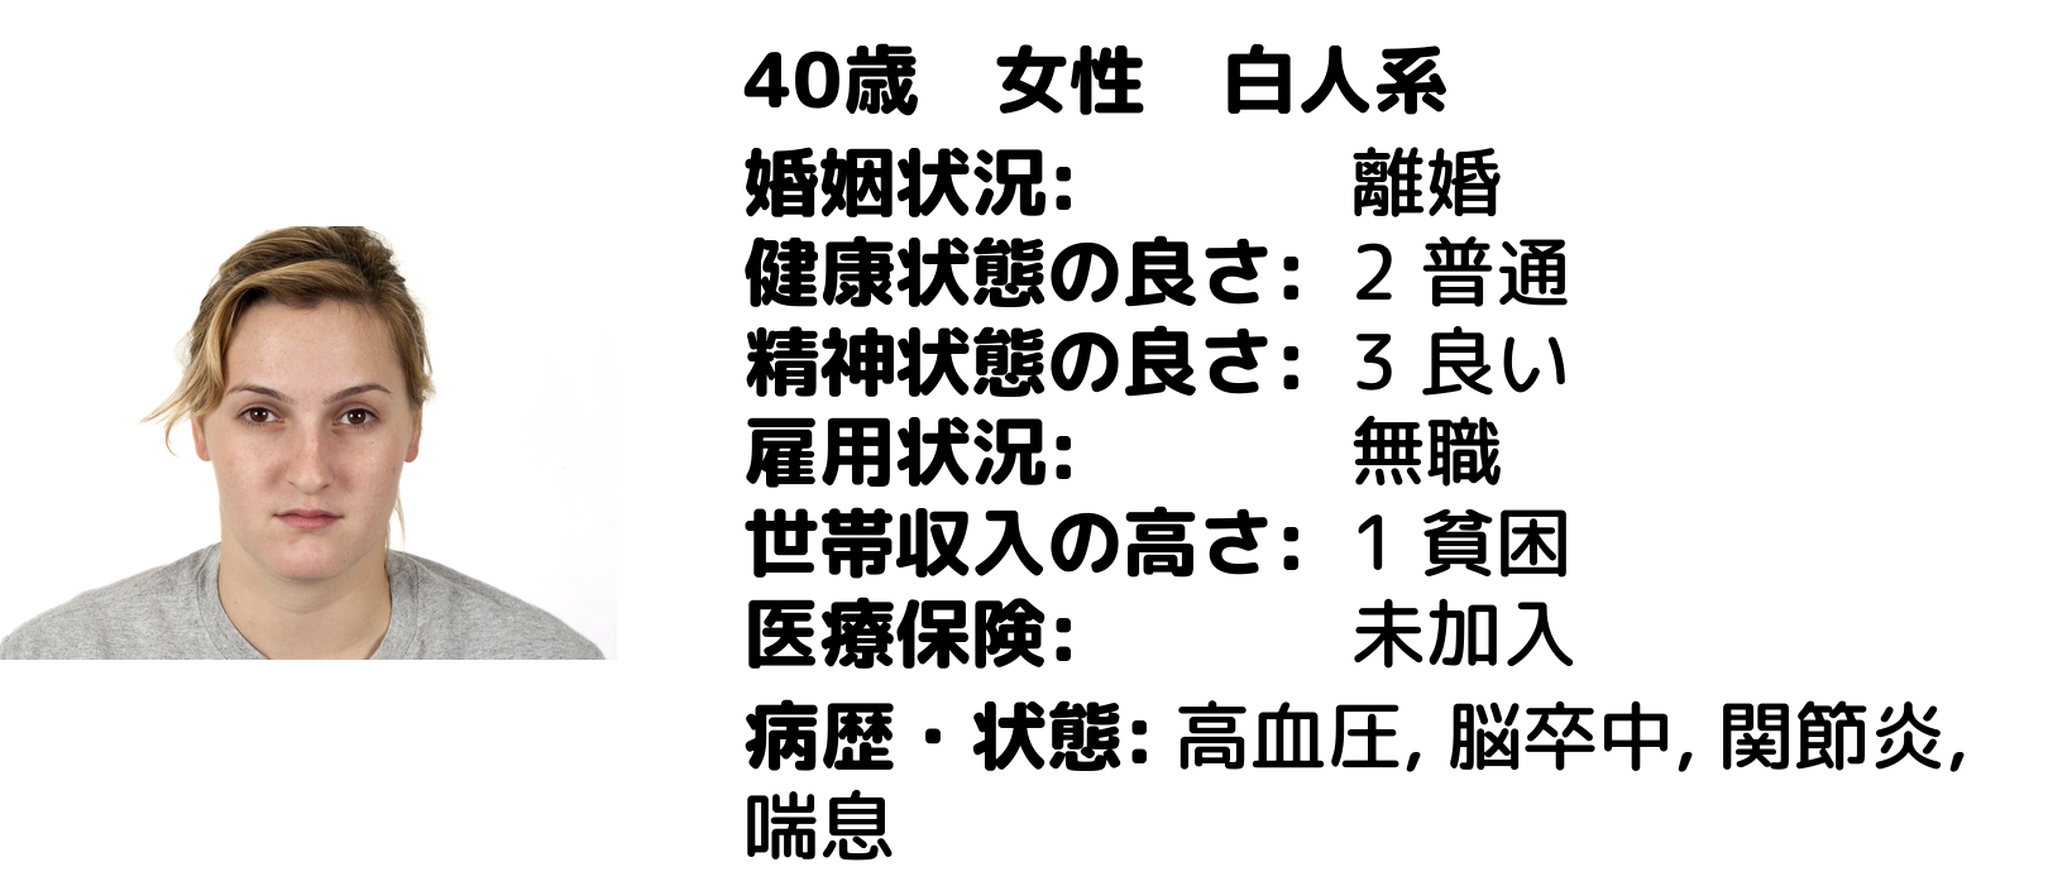 40歳　女性　白人系
婚姻状況: 離婚
健康状態の良さ: 2 普通
精神状態の良さ: 3 良い
雇用状況: 無職
世帯収入の高さ: 1 貧困
医療保険: 未加入
病歴・状態: 高血圧, 脳卒中, 関節炎,
喘息